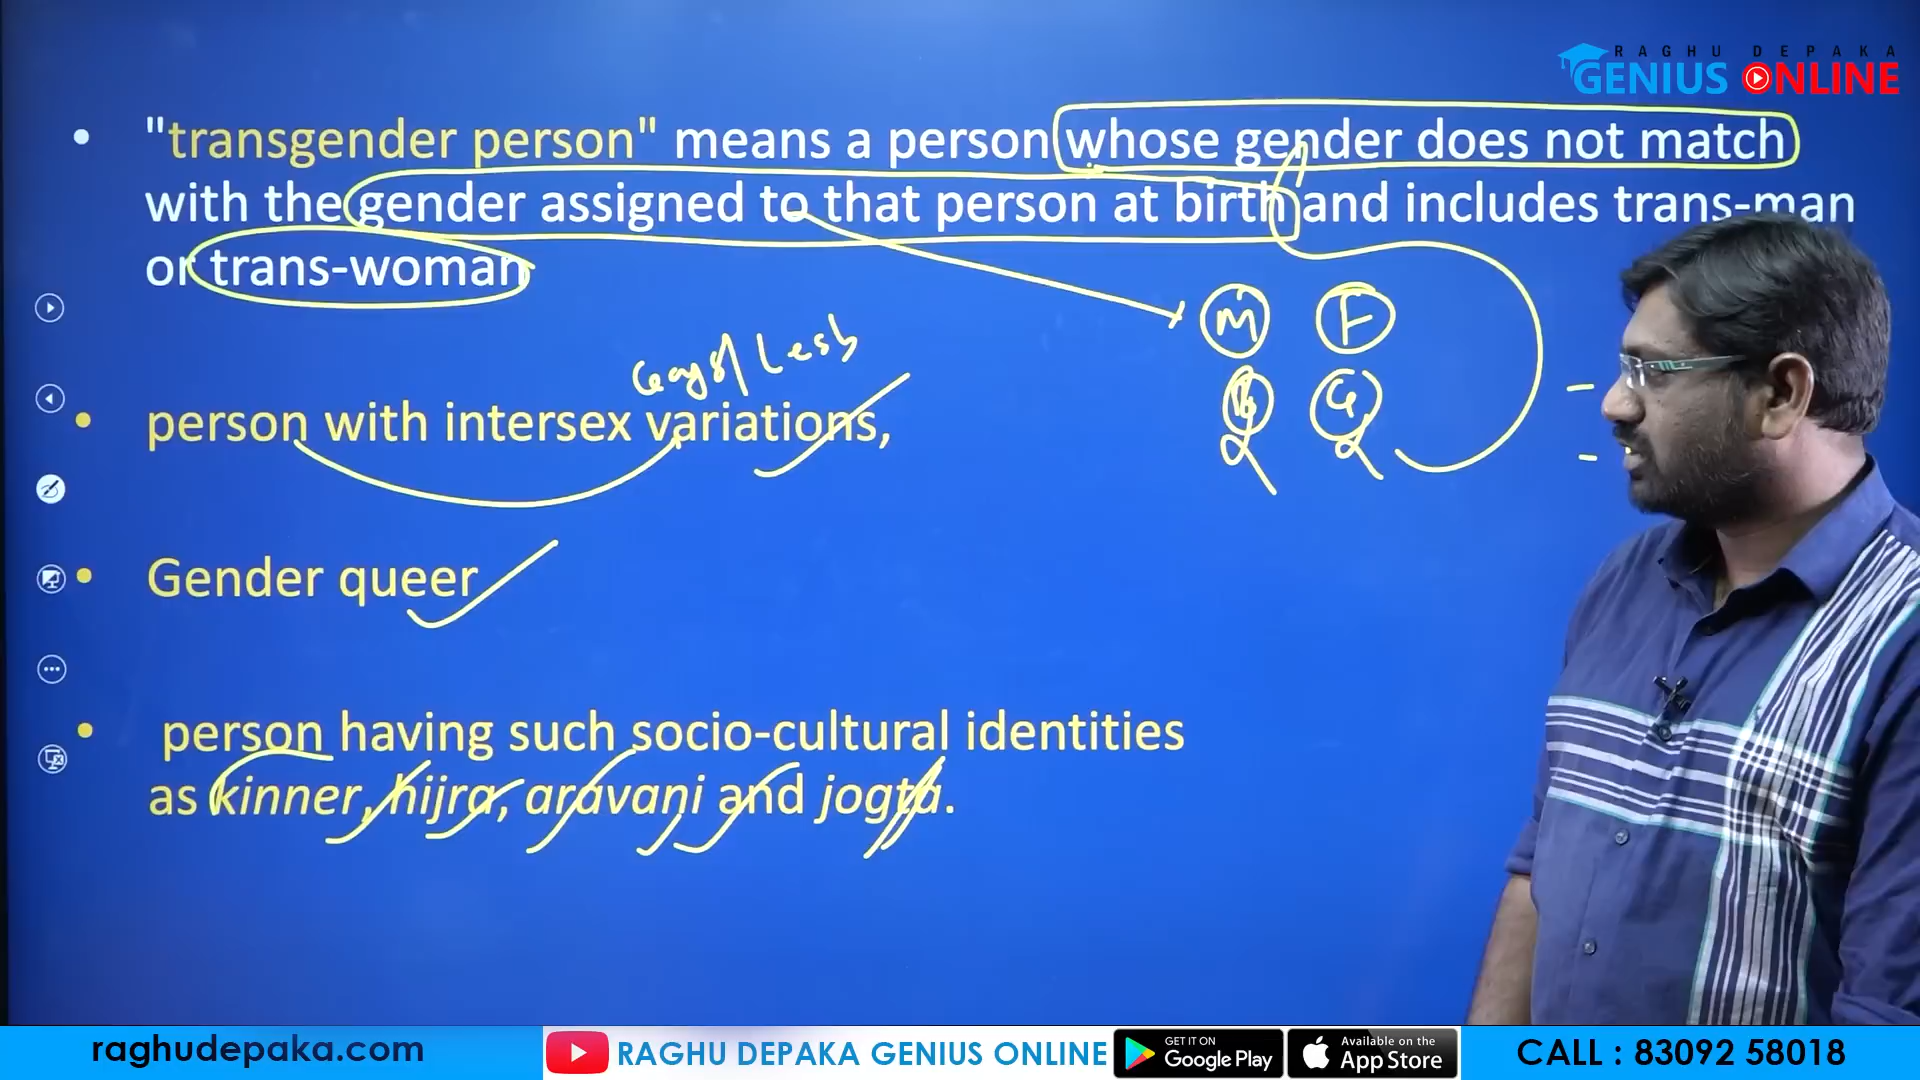 RAGHU DEPAKA
GENIUS ONLINE
• "transgender person" means a person whose gender does not match
with the gender assigned to that person at birth and includes trans-man
or trans-woman
M F
Lesb
• person with intersex variations,
• Gender queer
• person having such socio-cultural identities
as kinner, hijra, aravani and jogta.
raghudepaka.com
RAGHU DEPAKA GENIUS ONLINE
GET IT ON
Google Play
Available on the
App Store
CALL : 83092 58018